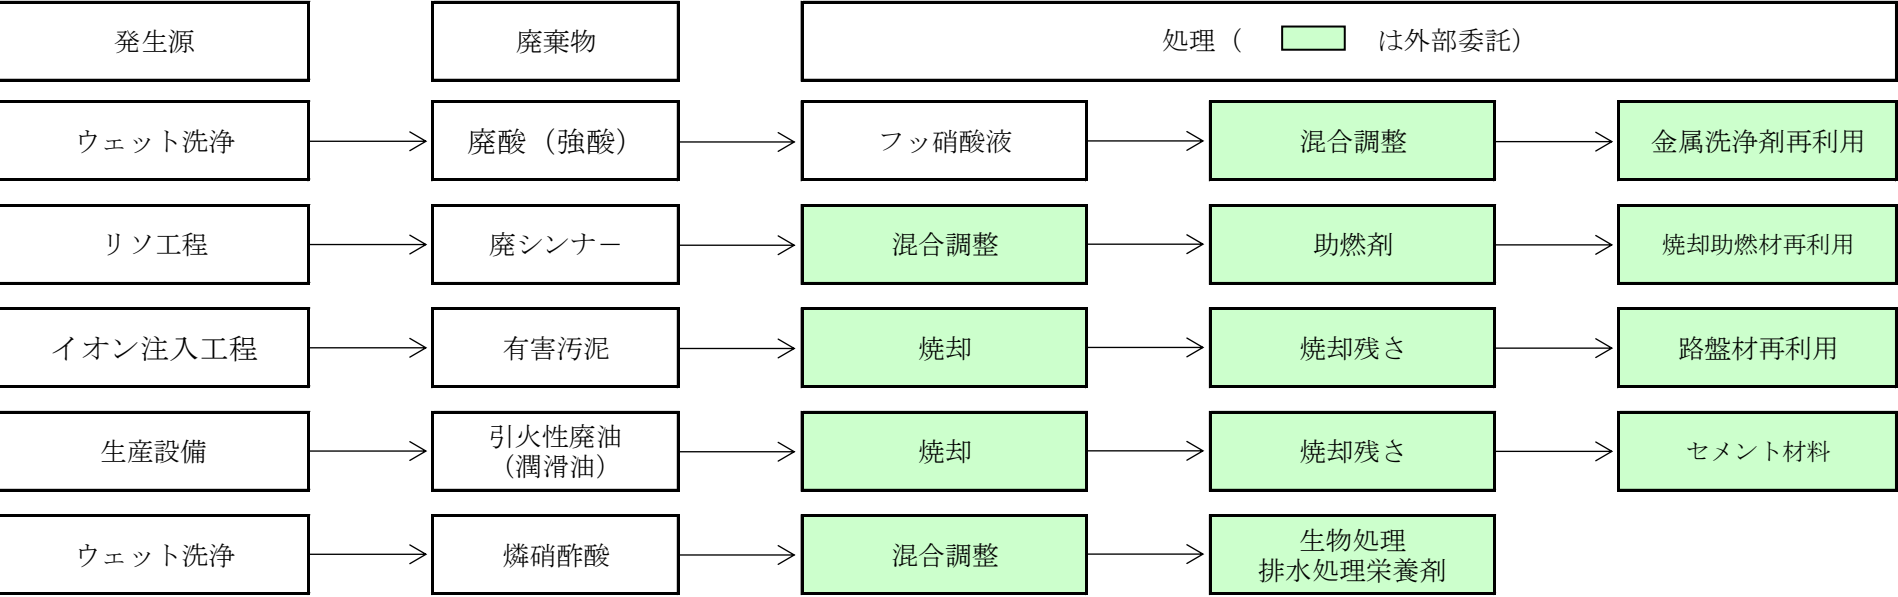 発生源
廃棄物
処理（ は外部委託）
ウェット洗浄
廃酸（強酸）
フッ硝酸液
混合調整
金属洗浄剤再利用
リソ工程
廃シンナー
混合調整
助燃剤
焼却助燃材再利用
イオン注入工程
有害汚泥
焼却
焼却残さ
路盤材再利用
生産設備
引火性廃油
（潤滑油）
焼却
焼却残さ
セメント材料
ウェット洗浄
燐硝酢酸
混合調整
生物処理
排水処理栄養剤